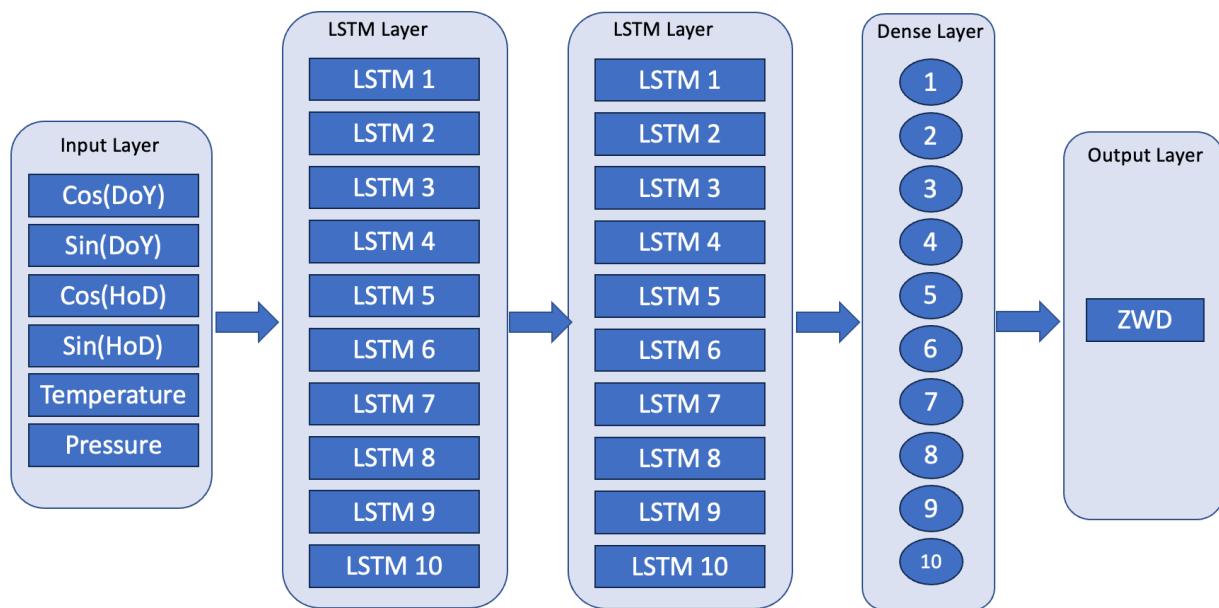 Input Layer
Cos(DoY)
Sin(DoY)
Cos(HoD)
Sin(HoD)
Temperature
Pressure
LSTM Layer
LSTM 1
LSTM 2
LSTM 3
LSTM 4
LSTM 5
LSTM 6
LSTM 7
LSTM 8
LSTM 9
LSTM 10
LSTM Layer
LSTM 1
LSTM 2
LSTM 3
LSTM 4
LSTM 5
LSTM 6
LSTM 7
LSTM 8
LSTM 9
LSTM 10
Dense Layer
1
2
3
4
5
6
7
8
9
10
Output Layer
ZWD